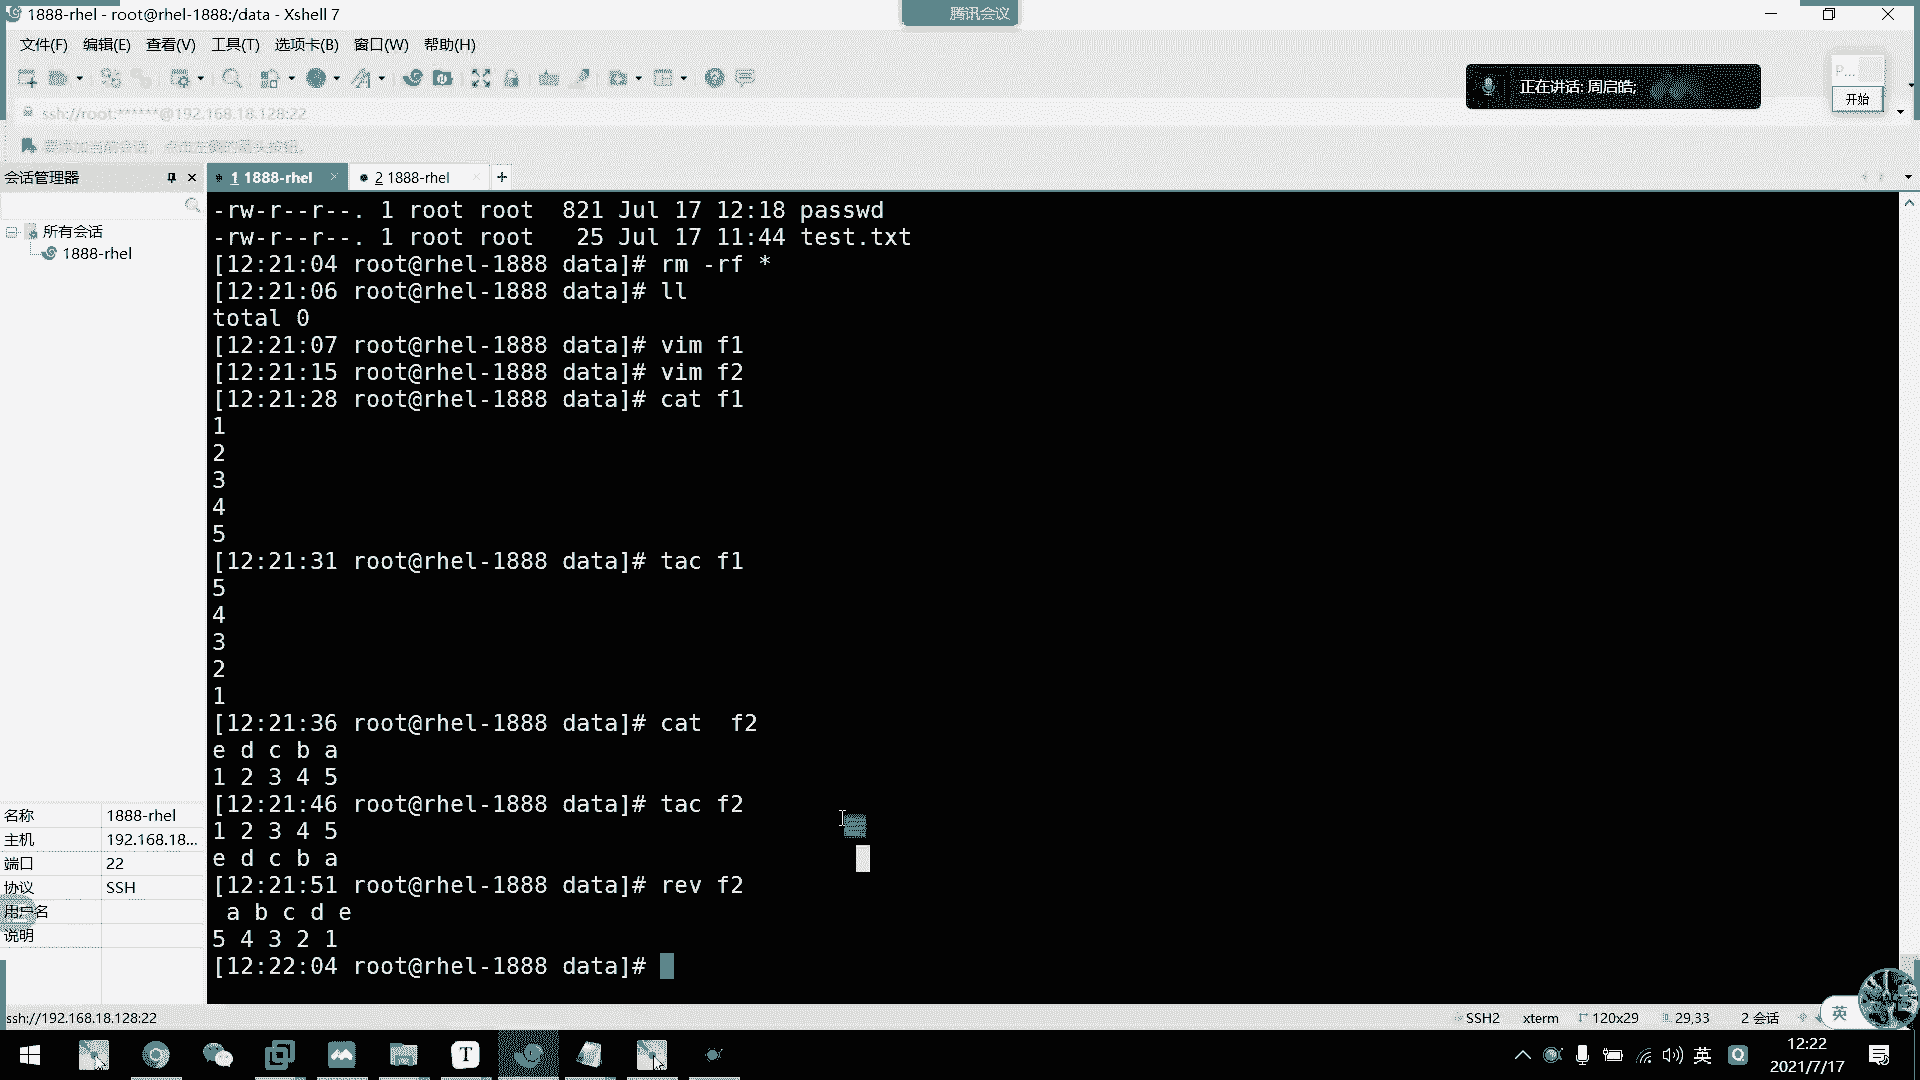 1888-rhel - root@rhel-1888:/data - Xshell 7
腾讯会议
文件(F) 编辑(E) 查看(V) 工具(T) 选项卡(B) 窗口(W) 帮助(H)
正在讲话: 周启皓;
P...
开始
ssh://root:******@192.168.18.128:22
会话管理器
1 1888-rhel
2 1888-rhel
所有会话
1888-rhel
-rw-r--r--. 1 root root  821 Jul 17 12:18 passwd
-rw-r--r--. 1 root root   25 Jul 17 11:44 test.txt
[12:21:04 root@rhel-1888 data]# rm -rf *
[12:21:06 root@rhel-1888 data]# ll
total 0
[12:21:07 root@rhel-1888 data]# vim f1
[12:21:15 root@rhel-1888 data]# vim f2
[12:21:28 root@rhel-1888 data]# cat f1
1
2
3
4
5
[12:21:31 root@rhel-1888 data]# tac f1
5
4
3
2
1
[12:21:36 root@rhel-1888 data]# cat  f2
e d c b a
1 2 3 4 5
[12:21:46 root@rhel-1888 data]# tac f2
1 2 3 4 5
e d c b a
[12:21:51 root@rhel-1888 data]# rev f2
 a b c d e
5 4 3 2 1
[12:22:04 root@rhel-1888 data]#
名称 1888-rhel
主机 192.168.18...
端口 22
协议 SSH
用户名
说明
ssh://192.168.18.128:22
SSH2 xterm 120x29 29,33 2 会话
英
T
英
12:22
2021/7/17